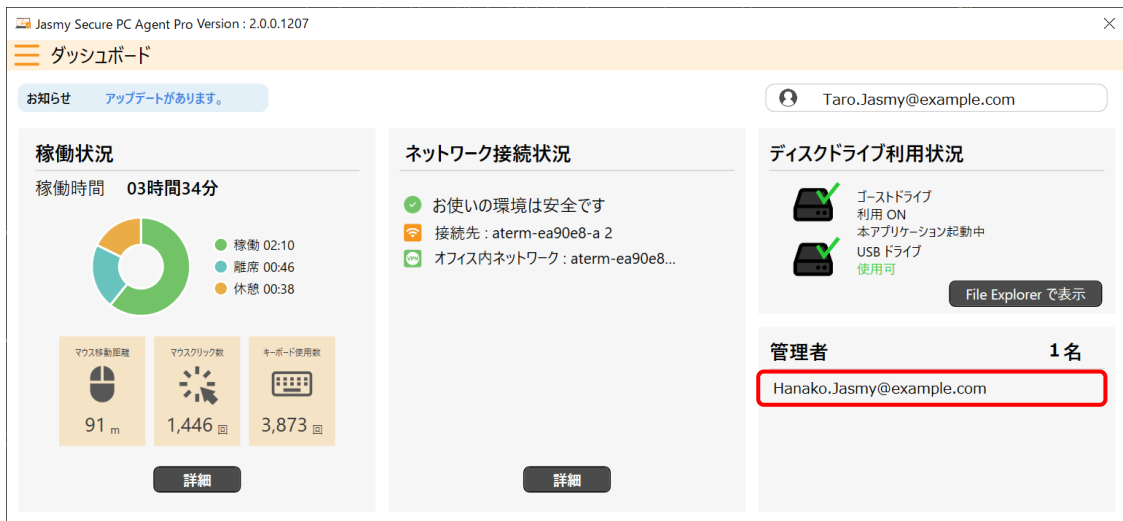 Jasmy Secure PC Agent Pro Version : 2.0.0.1207
ダッシュボード
お知らせ アップデートがあります。
Taro.Jasmy@example.com
稼働状況
稼働時間 03時間34分
稼働 02:10
離席 00:46
休憩 00:38
マウス移動距離
91 m
マウスクリック数
1,446 回
キーボード使用数
3,873 回
詳細
ネットワーク接続状況
お使いの環境は安全です
接続先 : aterm-ea90e8-a 2
VPN
オフィス内ネットワーク : aterm-ea90e8...
詳細
ディスクドライブ利用状況
ゴーストドライブ
利用 ON
本アプリケーション起動中
USB ドライブ
使用可
File Explorer で表示
管理者 1名
Hanako.Jasmy@example.com